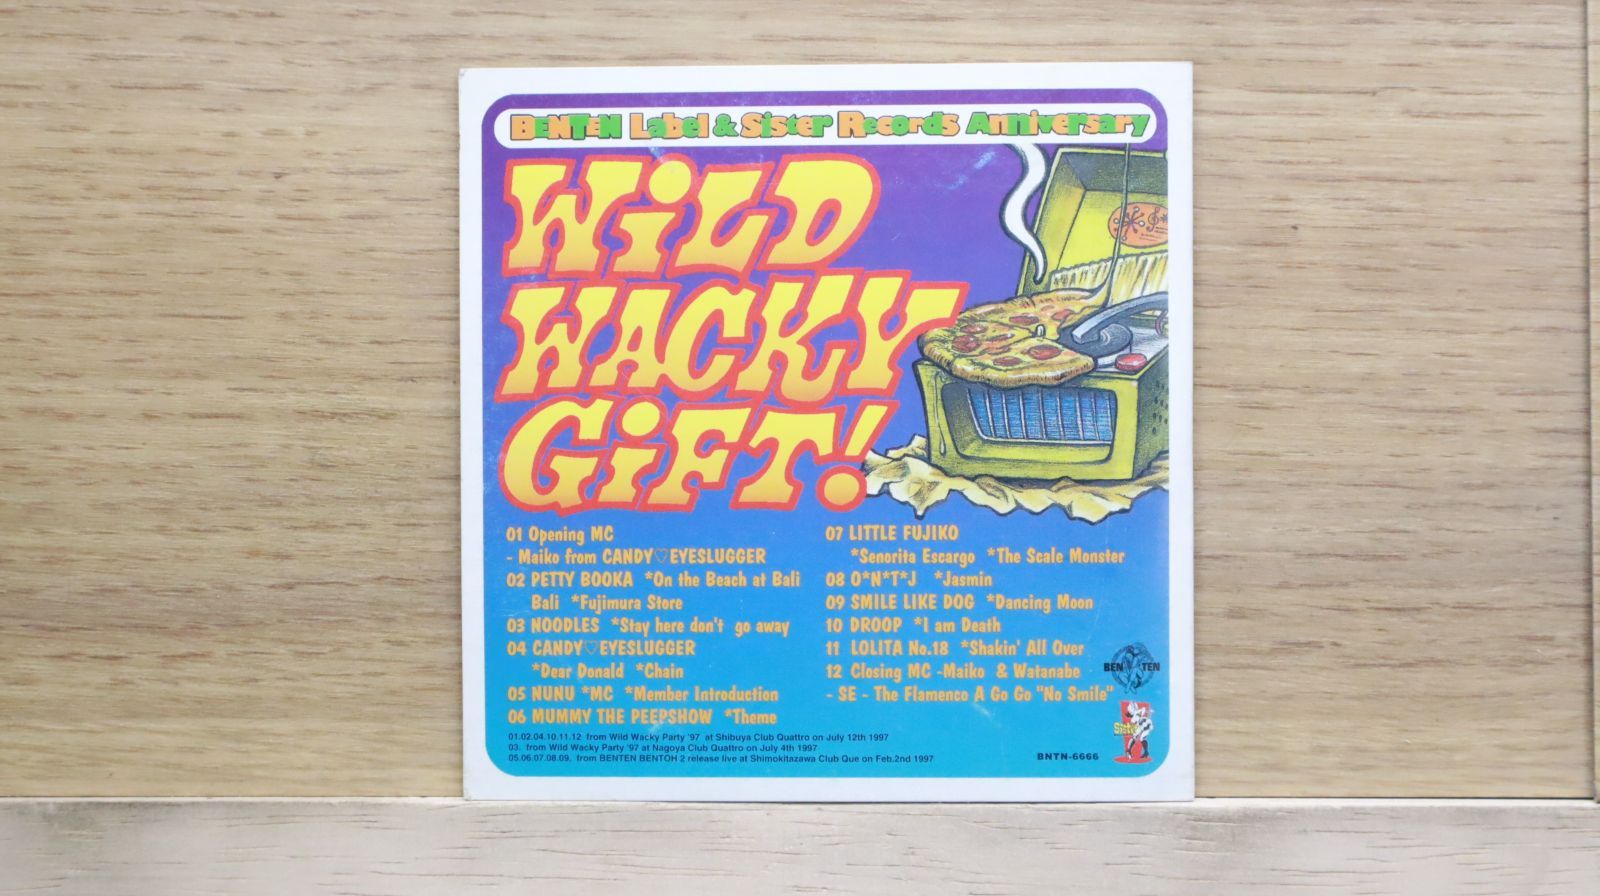 BENTEN Label & Sister Records Anniversary
WiLD
WACKY
GiFT!
01 Opening MC
- Maiko from CANDY♡EYESLUGGER
02 PETTY BOOKA *On the Beach at Bali
Bali *Fujimura Store
03 NOODLES *Stay here don't go away
04 CANDY♡EYESLUGGER
*Dear Donald *Chain
05 NUNU *MC *Member Introduction
06 MUMMY THE PEEPSHOW *Theme
07 LITTLE FUJIKO
*Senorita Escargo *The Scale Monster
08 O*N*T*J *Jasmin
09 SMILE LIKE DOG *Dancing Moon
10 DROOP *I am Death
11 LOLITA No.18 *Shakin' All Over
12 Closing MC -Maiko & Watanabe
- SE - The Flamenco A Go Go "No Smile"
BENTEN
Sister
01.02.04.10.11.12 from Wild Wacky Party '97 at Shibuya Club Quattro on July 12th 1997
03. from Wild Wacky Party '97 at Nagoya Club Quattro on July 4th 1997
05.06.07.08.09. from BENTEN BENTOH 2 release live at Shimokitazawa Club Que on Feb.2nd 1997
BNTN-6666